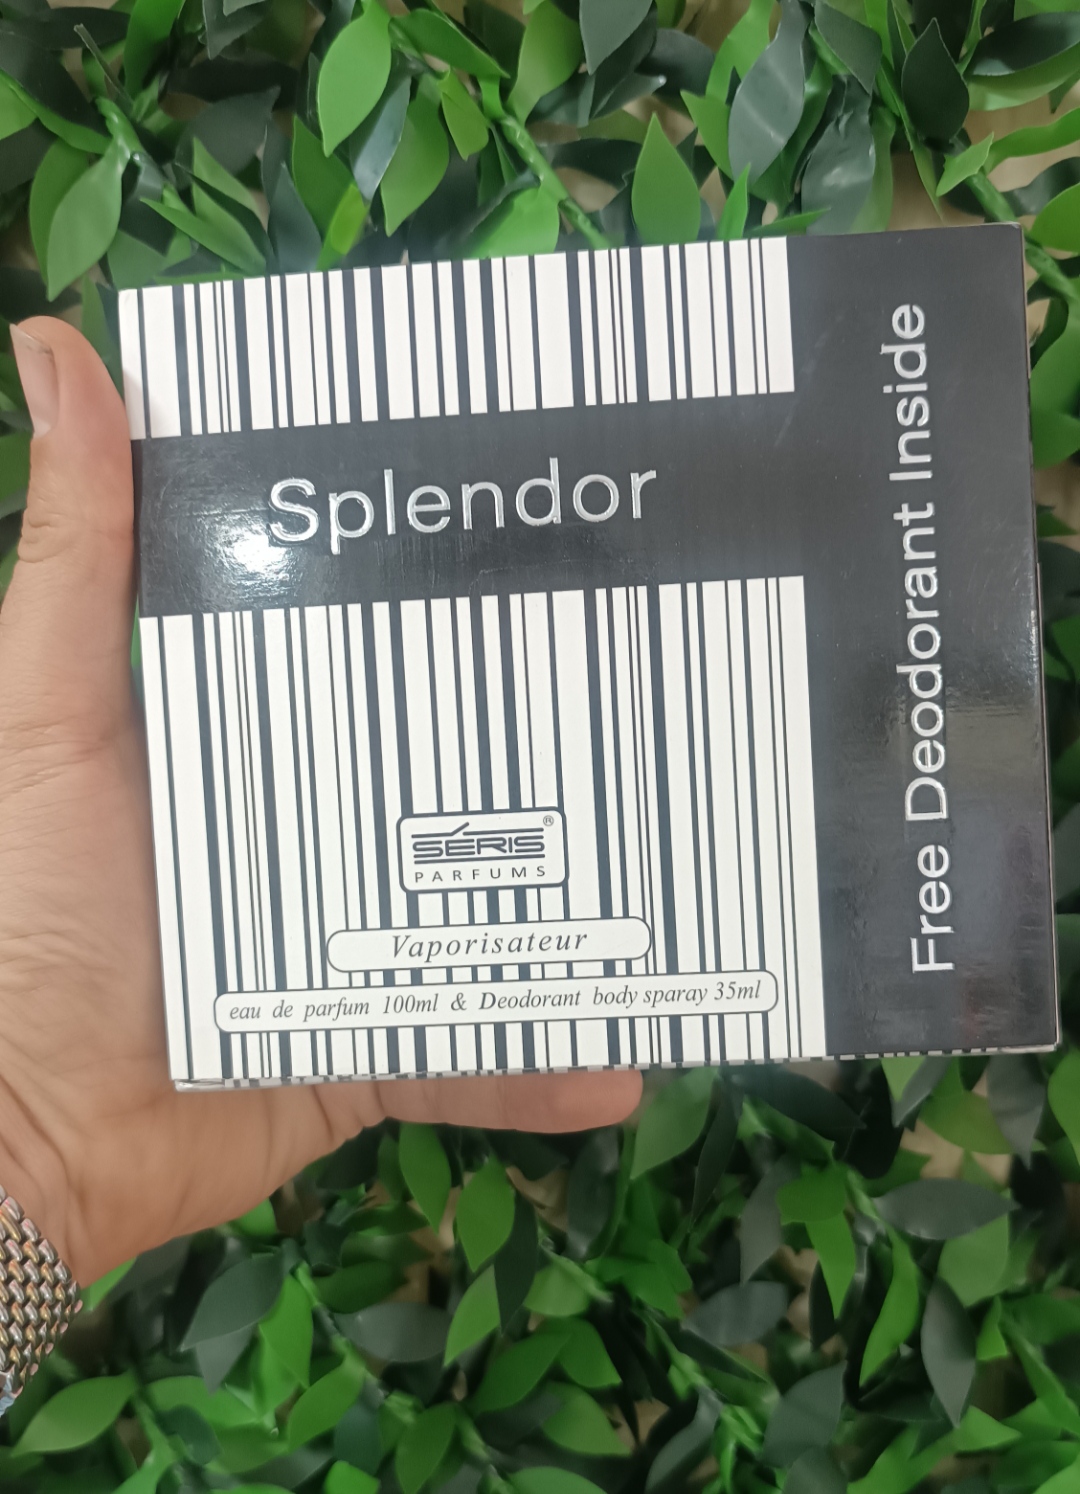 Splendor
SERIS®
PARFUMS
Vaporisateur
eau de parfum 100ml & Deodorant body sparay 35ml
Free Deodorant Inside